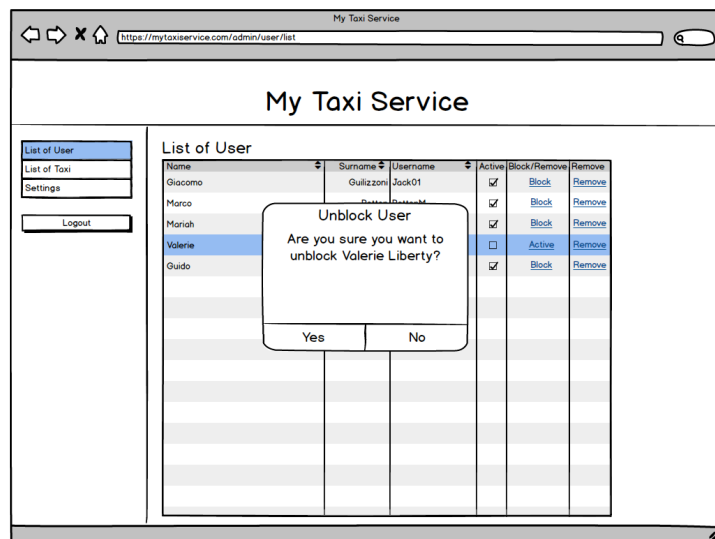 My Taxi Service
https://mytaxiservice.com/admin/user/list
My Taxi Service
List of User
List of Taxi
Settings
Logout
List of User
Name Surname Username Active Block/Remove Remove
Giacomo Guilizzoni Jack01 Block Remove
Marco Block Remove
Mariah Block Remove
Valerie Active Remove
Guido Block Remove
Unblock User
Are you sure you want to
unblock Valerie Liberty?
Yes No